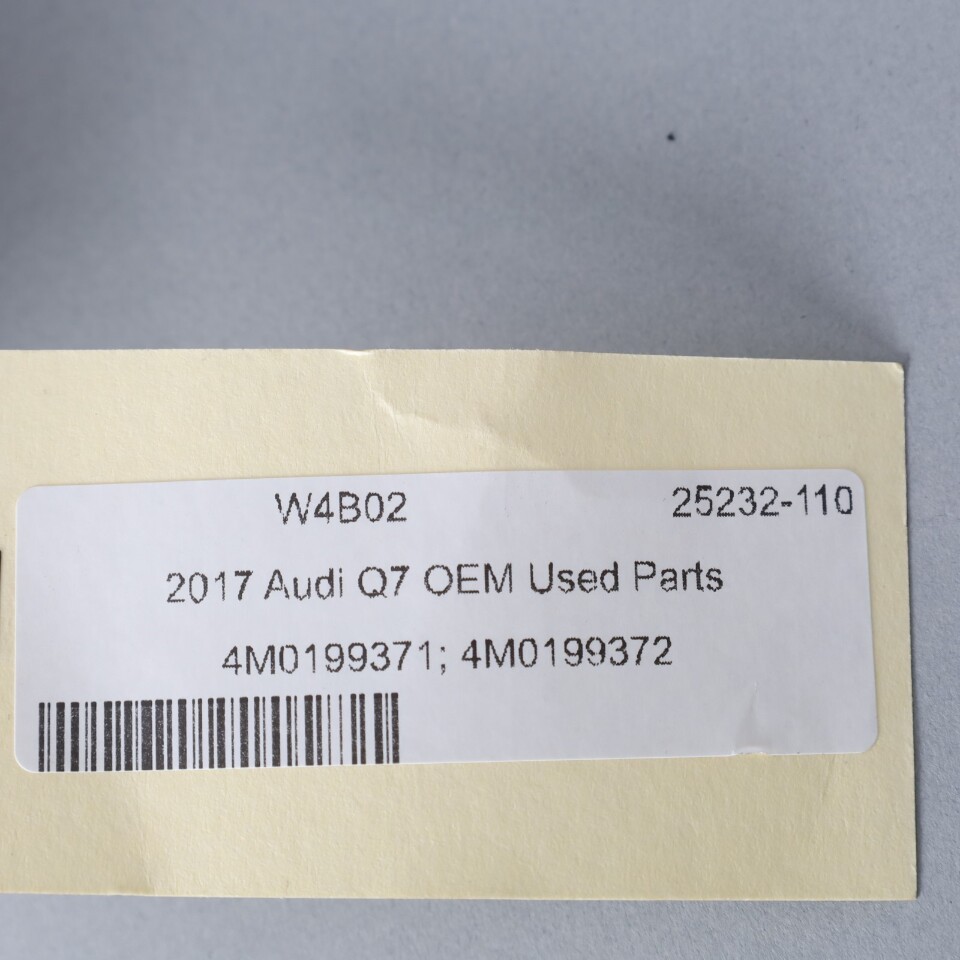 W4B02 25232-110
2017 Audi Q7 OEM Used Parts
4M0199371; 4M0199372